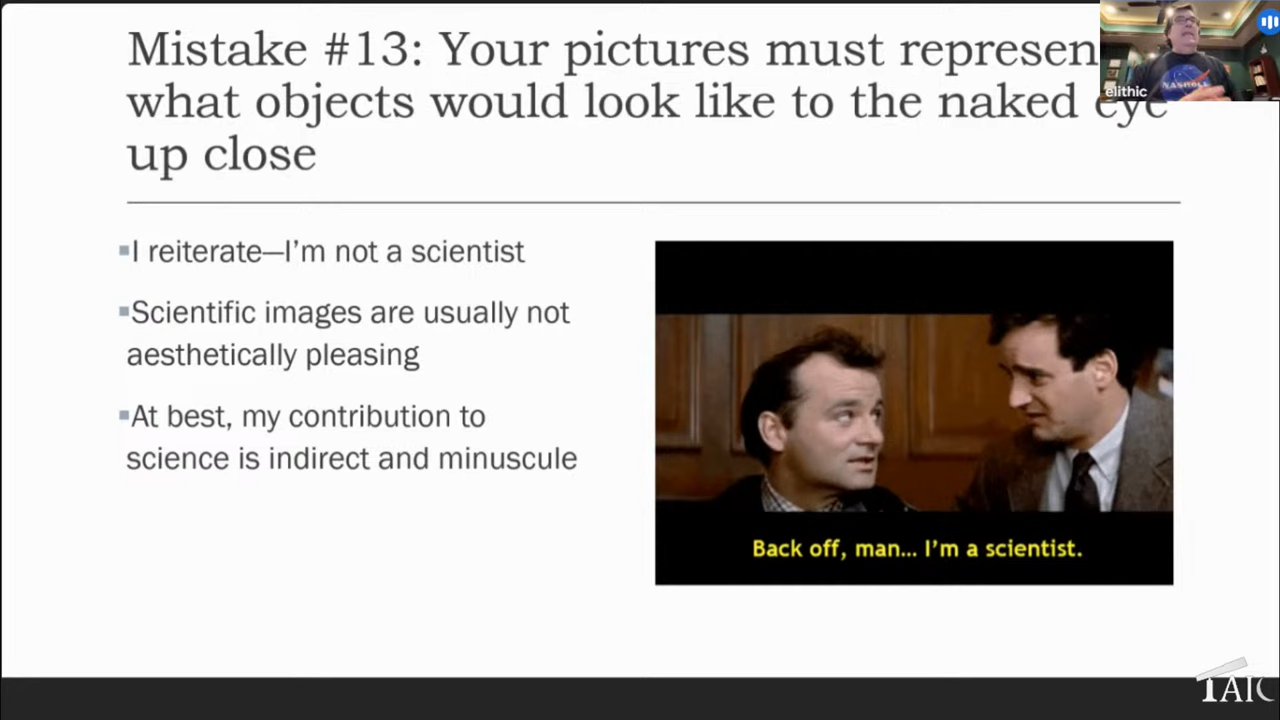 Mistake #13: Your pictures must represen
what objects would look like to the naked eye
up close
elithic
NASHVILLE
▪I reiterate—I'm not a scientist
▪Scientific images are usually not
aesthetically pleasing
▪At best, my contribution to
science is indirect and minuscule
Back off, man... I'm a scientist.
TAIC